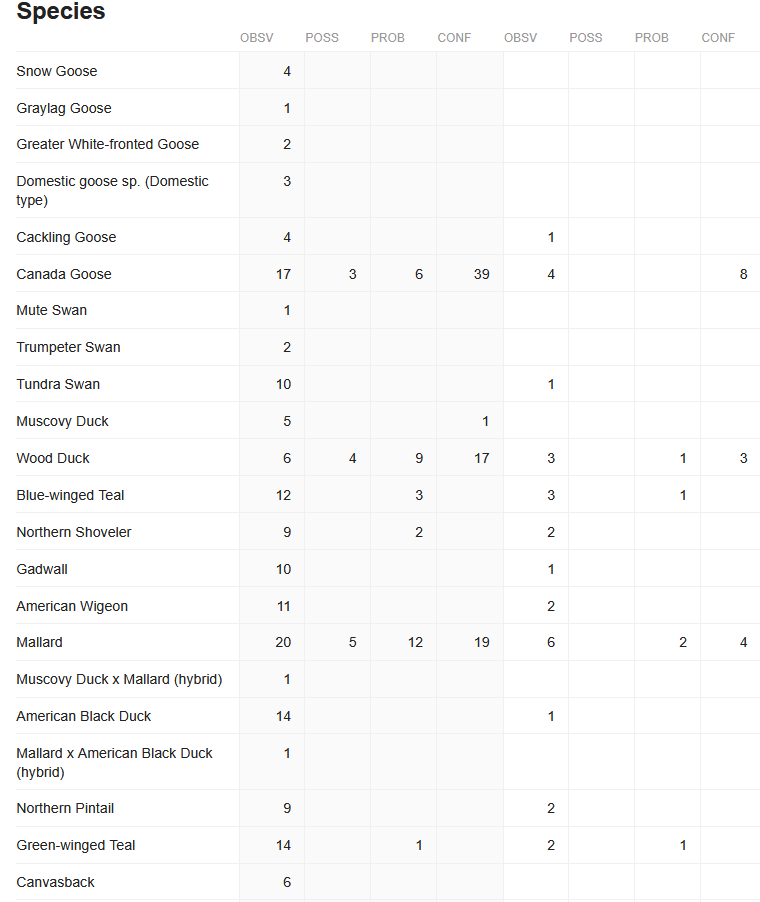 Species
OBSV POSS PROB CONF OBSV POSS PROB CONF
Snow Goose 4
Graylag Goose 1
Greater White-fronted Goose 2
Domestic goose sp. (Domestic 3
type)
Cackling Goose 4 1
Canada Goose 17 3 6 39 4 8
Mute Swan 1
Trumpeter Swan 2
Tundra Swan 10 1
Muscovy Duck 5 1
Wood Duck 6 4 9 17 3 1 3
Blue-winged Teal 12 3 3 1
Northern Shoveler 9 2 2
Gadwall 10 1
American Wigeon 11 2
Mallard 20 5 12 19 6 2 4
Muscovy Duck x Mallard (hybrid) 1
American Black Duck 14 1
Mallard x American Black Duck 1
(hybrid)
Northern Pintail 9 2
Green-winged Teal 14 1 2 1
Canvasback 6